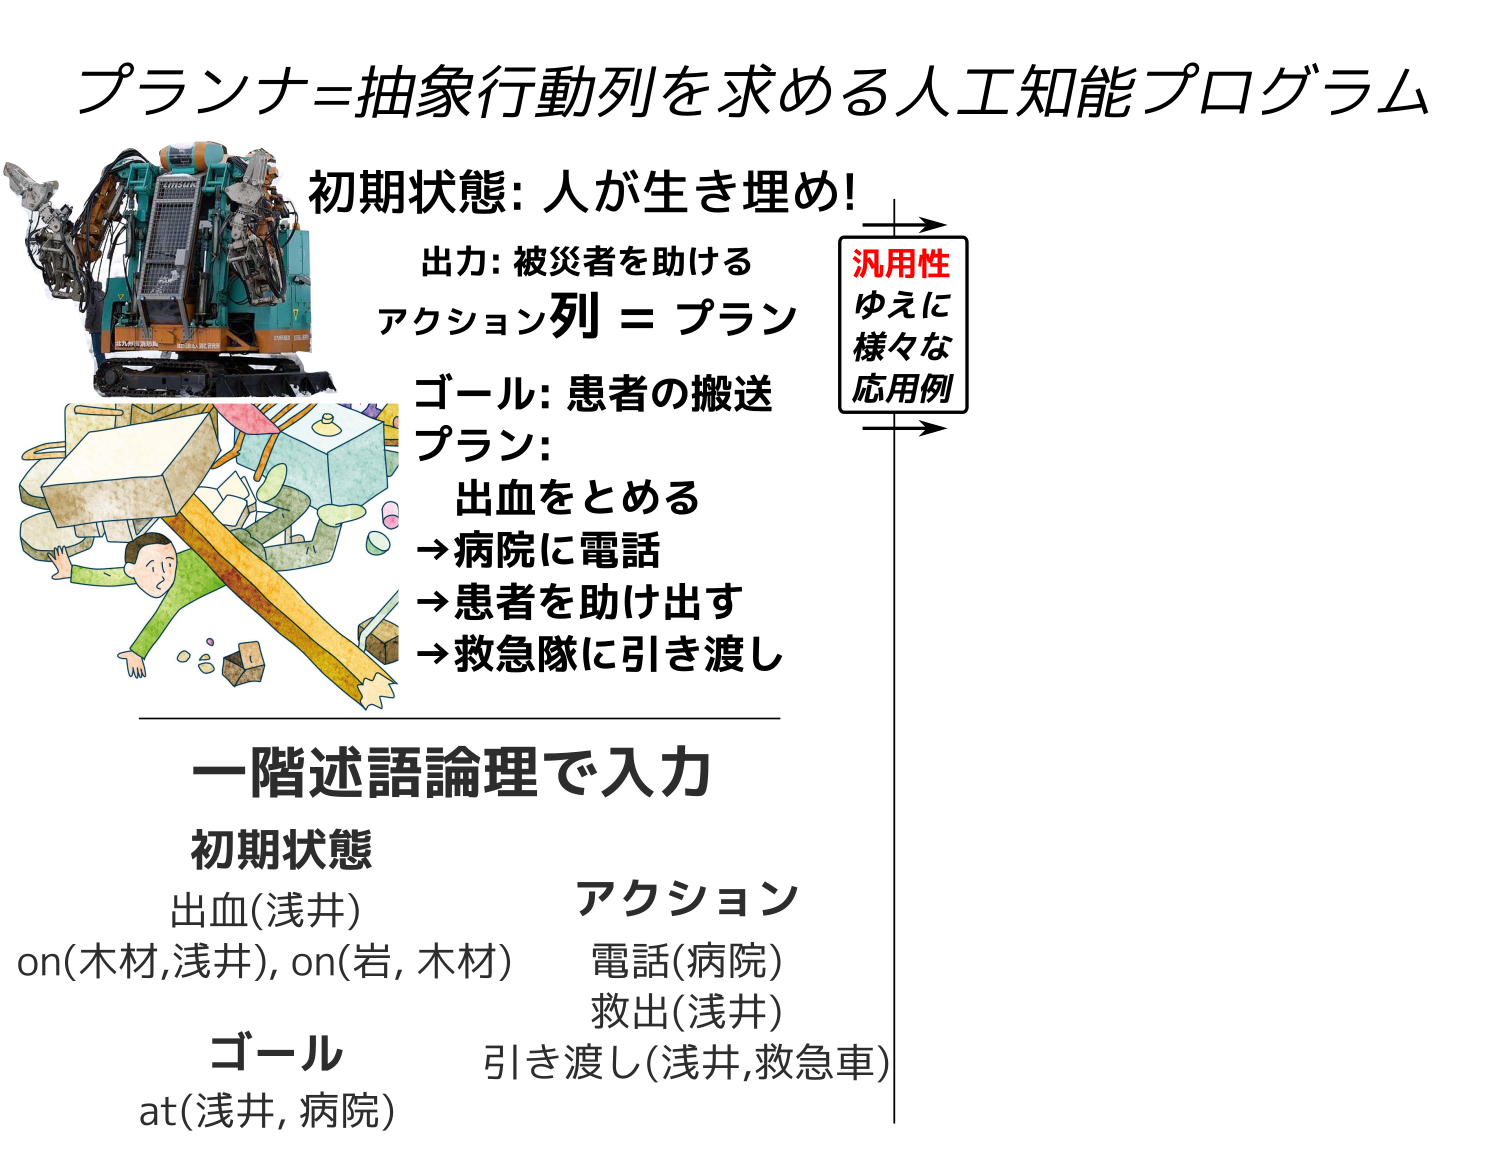 プランナ=抽象行動列を求める人工知能プログラム
初期状態: 人が生き埋め!
出力: 被災者を助ける
アクション列 = プラン
ゴール: 患者の搬送
プラン:
出血をとめる
→病院に電話
→患者を助け出す
→救急隊に引き渡し
汎用性
ゆえに
様々な
応用例
一階述語論理で入力
初期状態
出血(浅井)
on(木材,浅井), on(岩, 木材)
ゴール
at(浅井, 病院)
アクション
電話(病院)
救出(浅井)
引き渡し(浅井,救急車)